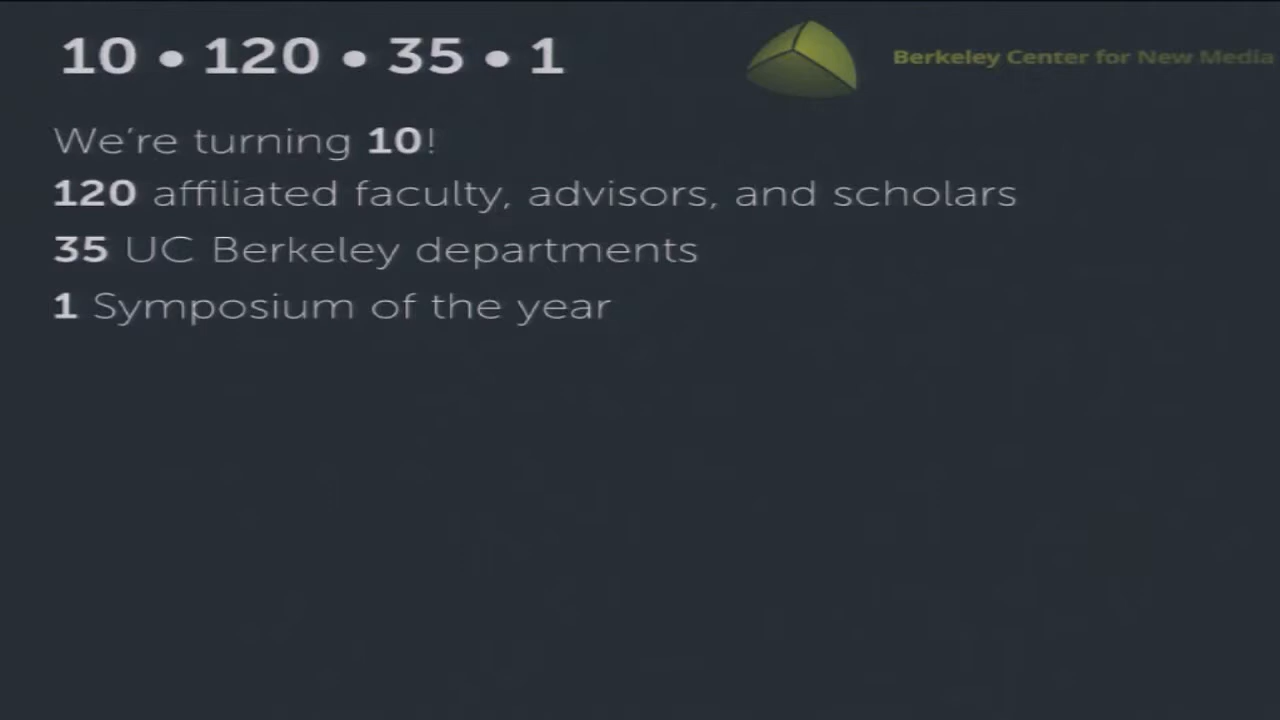 10 • 120 • 35 • 1
Berkeley Center for New Media
We're turning 10!
120 affiliated faculty, advisors, and scholars
35 UC Berkeley departments
1 Symposium of the year